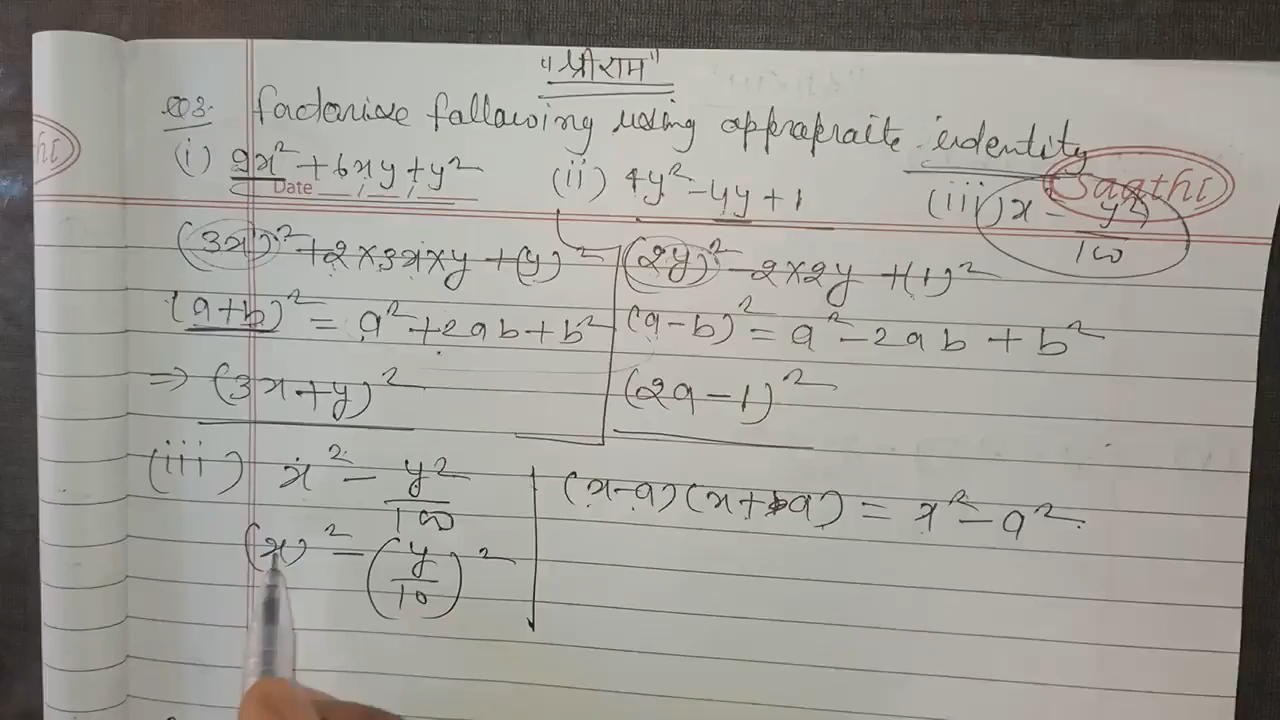 "श्रीराम"
Q3. factorise fallowing using apprapraite indentity
(i) 9x² + 6xy + y² (ii) 4y² - 4y + 1 (iii) x - y²/100
Date
Saathi
(3x)² + 2×3x×y + (y)²
(2y)² - 2×2y + (1)²
(a+b)² = a² + 2ab + b²
(a-b)² = a² - 2ab + b²
⇒ (3x+y)²
(2a-1)²
(iii) x² - y²/100
(x-a)(x+a) = x² - a²
(x)² - (y/10)²